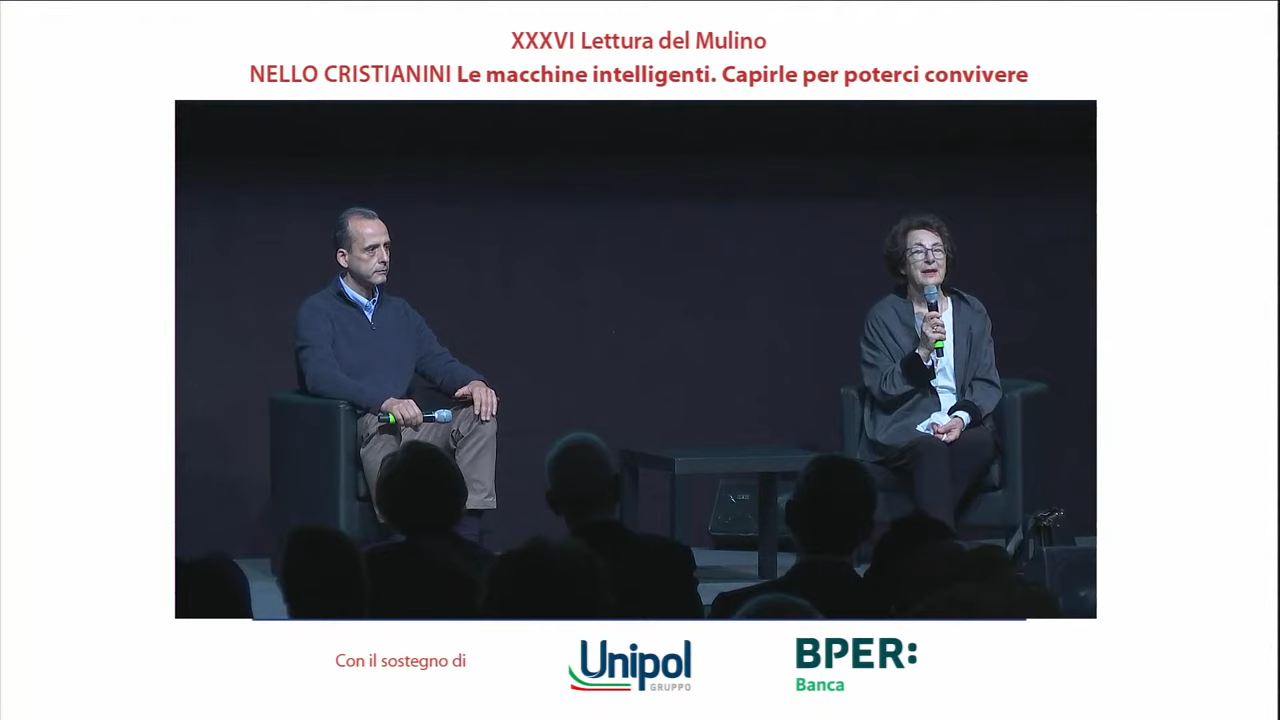 XXXVI Lettura del Mulino
NELLO CRISTIANINI Le macchine intelligenti. Capirle per poterci convivere
Con il sostegno di
Unipol
GRUPPO
BPER:
Banca